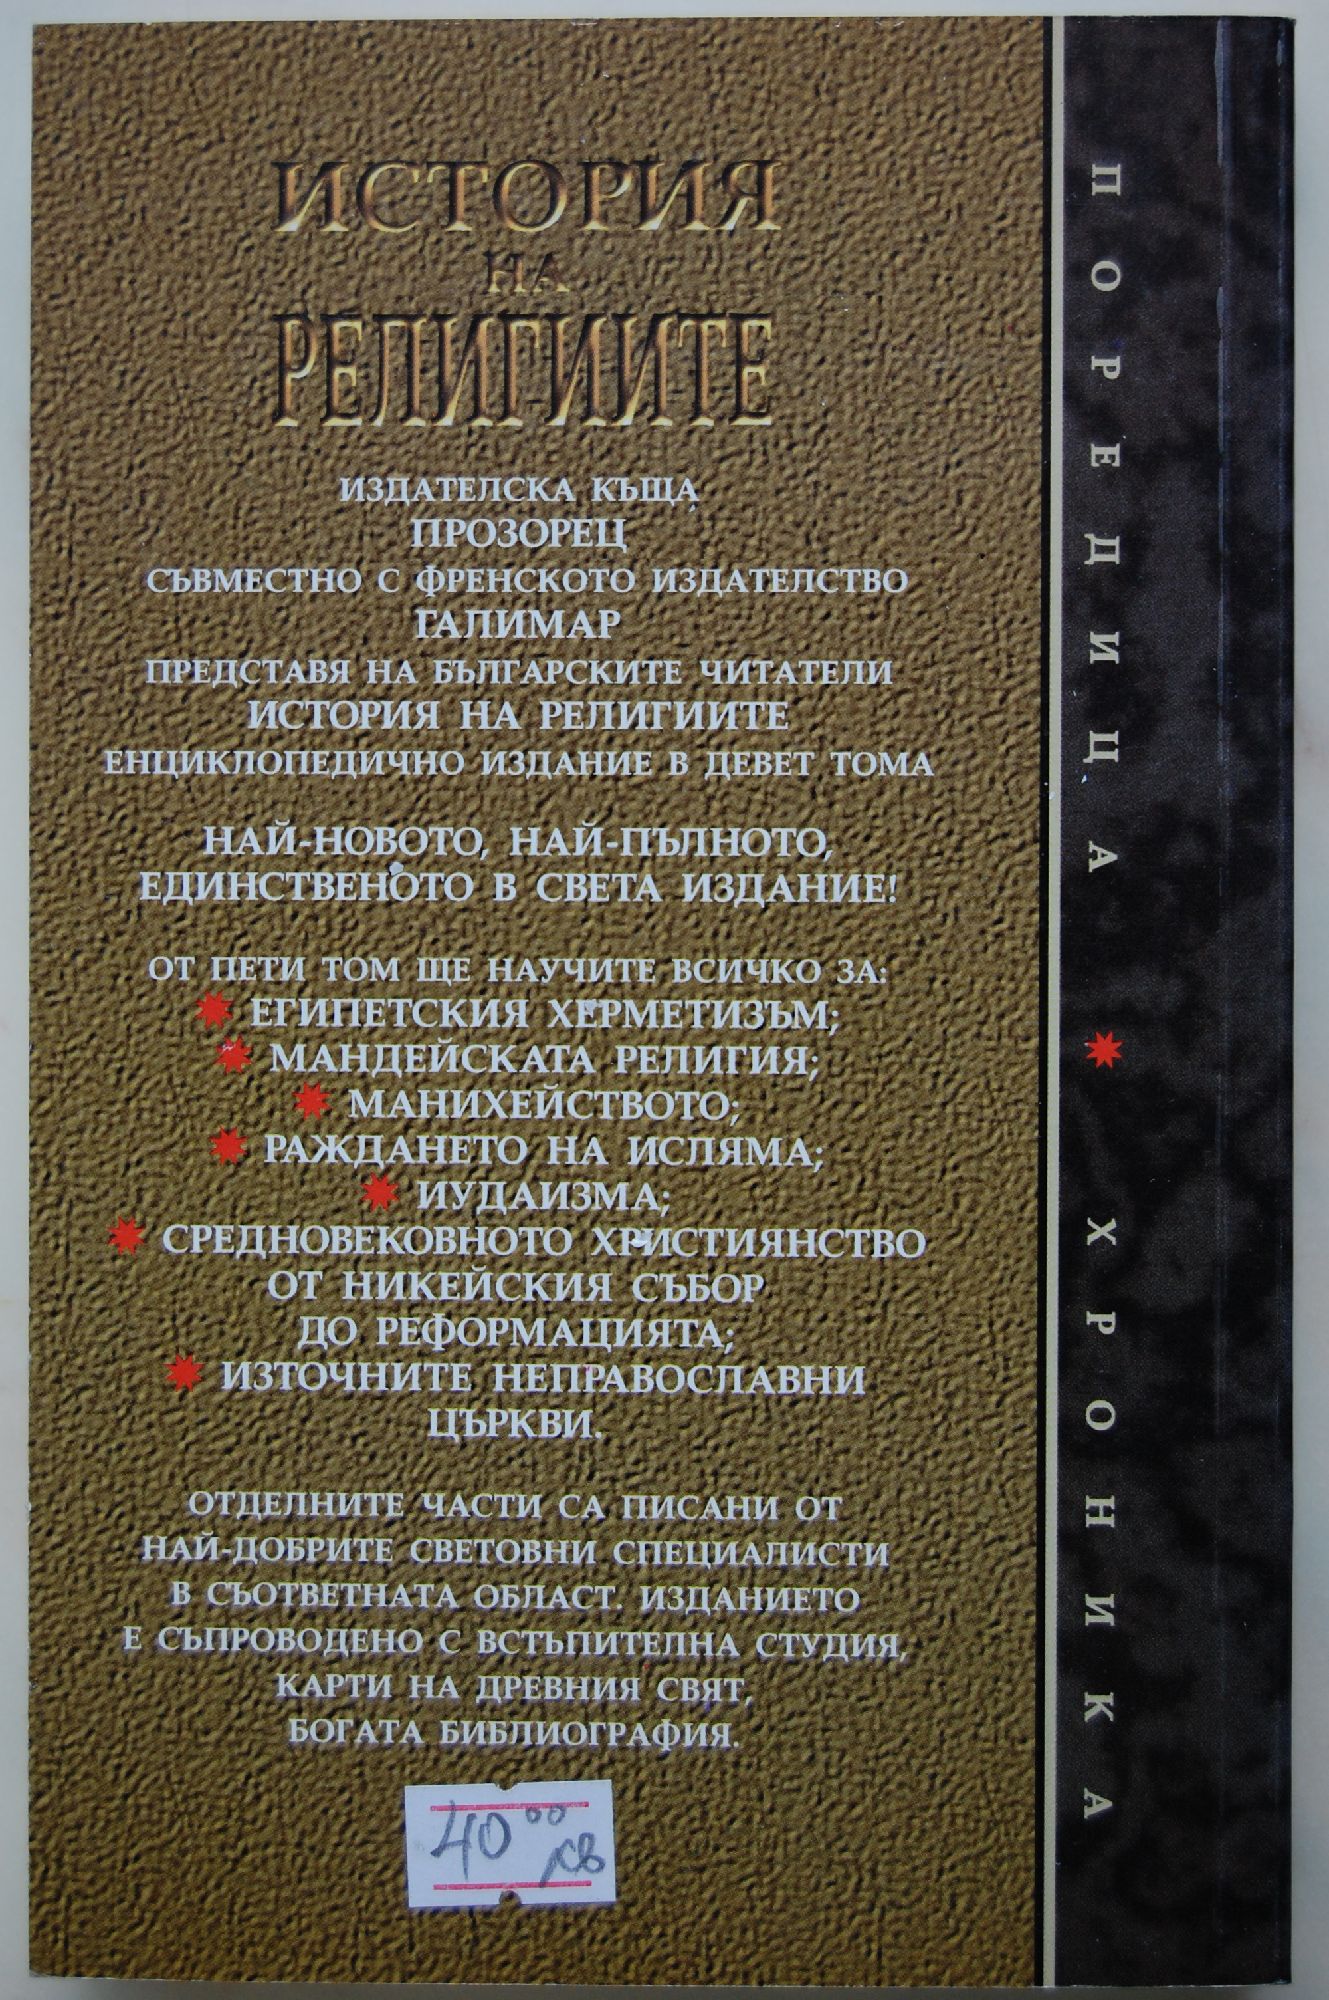 ИСТОРИЯ
НА
РЕЛИГИИТЕ
ИЗДАТЕЛСКА КЪЩА
ПРОЗОРЕЦ
СЪВМЕСТНО С ФРЕНСКОТО ИЗДАТЕЛСТВО
ГАЛИМАР
ПРЕДСТАВЯ НА БЪЛГАРСКИТЕ ЧИТАТЕЛИ
ИСТОРИЯ НА РЕЛИГИИТЕ
ЕНЦИКЛОПЕДИЧНО ИЗДАНИЕ В ДЕВЕТ ТОМА
НАЙ-НОВОТО, НАЙ-ПЪЛНОТО,
ЕДИНСТВЕНОТО В СВЕТА ИЗДАНИЕ!
ОТ ПЕТИ ТОМ ЩЕ НАУЧИТЕ ВСИЧКО ЗА:
ЕГИПЕТСКИЯ ХЕРМЕТИЗЪМ;
МАНДЕЙСКАТА РЕЛИГИЯ;
МАНИХЕЙСТВОТО;
РАЖДАНЕТО НА ИСЛЯМА;
ИУДАИЗМА;
СРЕДНОВЕКОВНОТО ХРИСТИЯНСТВО
ОТ НИКЕЙСКИЯ СЪБОР
ДО РЕФОРМАЦИЯТА;
ИЗТОЧНИТЕ НЕПРАВОСЛАВНИ
ЦЪРКВИ.
ОТДЕЛНИТЕ ЧАСТИ СА ПИСАНИ ОТ
НАЙ-ДОБРИТЕ СВЕТОВНИ СПЕЦИАЛИСТИ
В СЪОТВЕТНАТА ОБЛАСТ. ИЗДАНИЕТО
Е СЪПРОВОДЕНО С ВСТЪПИТЕЛНА СТУДИЯ,
КАРТИ НА ДРЕВНИЯ СВЯТ,
БОГАТА БИБЛИОГРАФИЯ.
40 00 лв
ПОРЕДИЦА * ХРОНИКА